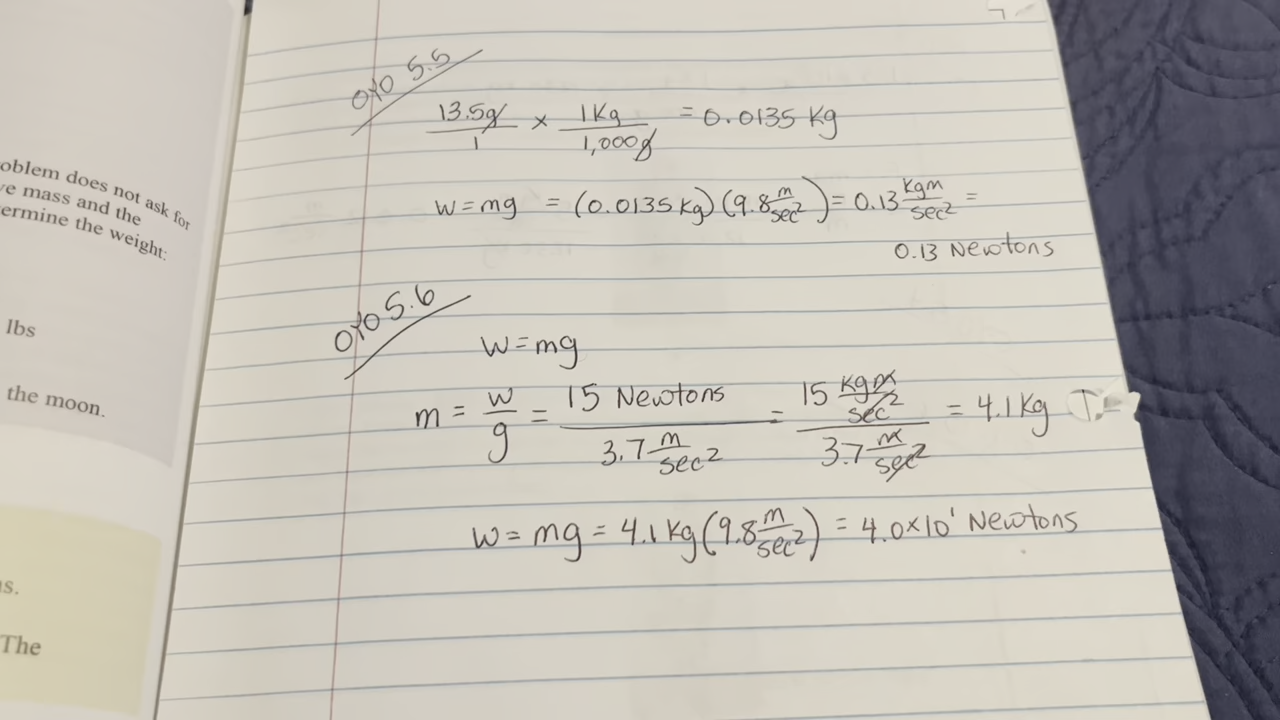 oblem does not ask for
ve mass and the
ermine the weight:
lbs
the moon.
s.
The
OYO 5.5
13.5g/1 × 1Kg/1,000g = 0.0135 Kg
w=mg = (0.0135 Kg)(9.8 m/sec²) = 0.13 Kgm/sec² =
0.13 Newtons
OYO 5.6
w=mg
m = w/g = 15 Newtons/3.7 m/sec² = 15 Kgm/sec²/3.7 m/sec² = 4.1 Kg
w= mg = 4.1 Kg(9.8 m/sec²) = 4.0×10¹ Newtons